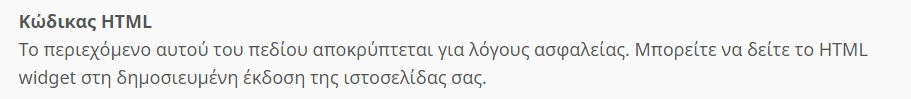 Κώδικας HTML
Το περιεχόμενο αυτού του πεδίου αποκρύπτεται για λόγους ασφαλείας. Μπορείτε να δείτε το HTML
widget στη δημοσιευμένη έκδοση της ιστοσελίδας σας.